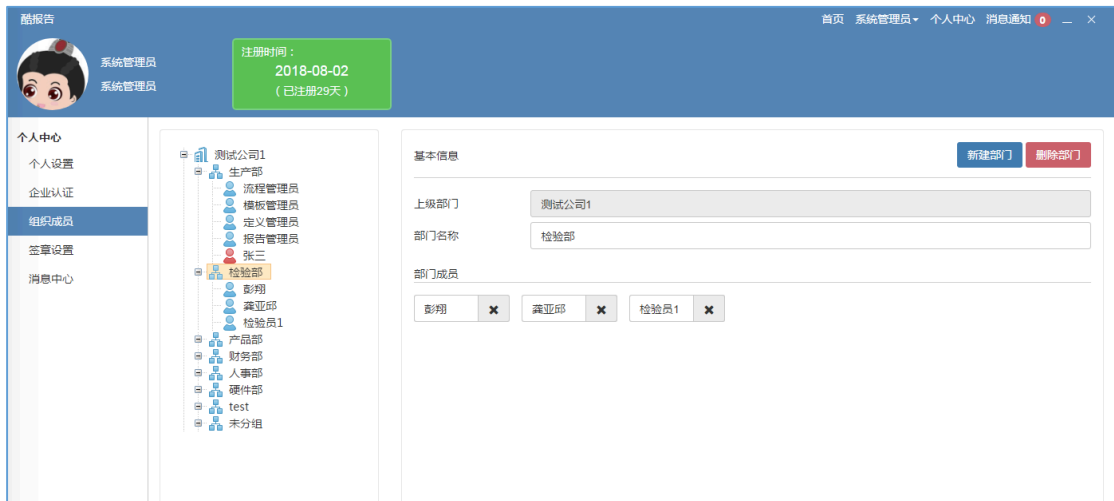 酷报告
首页 系统管理员 个人中心 消息通知 0
系统管理员
系统管理员
注册时间：
2018-08-02
（已注册29天）
个人中心
个人设置
企业认证
组织成员
签章设置
消息中心
测试公司1
生产部
流程管理员
模板管理员
定义管理员
报告管理员
张三
检验部
彭翔
龚亚邱
检验员1
产品部
财务部
人事部
硬件部
test
未分组
基本信息
新建部门 删除部门
上级部门 测试公司1
部门名称 检验部
部门成员
彭翔 龚亚邱 检验员1